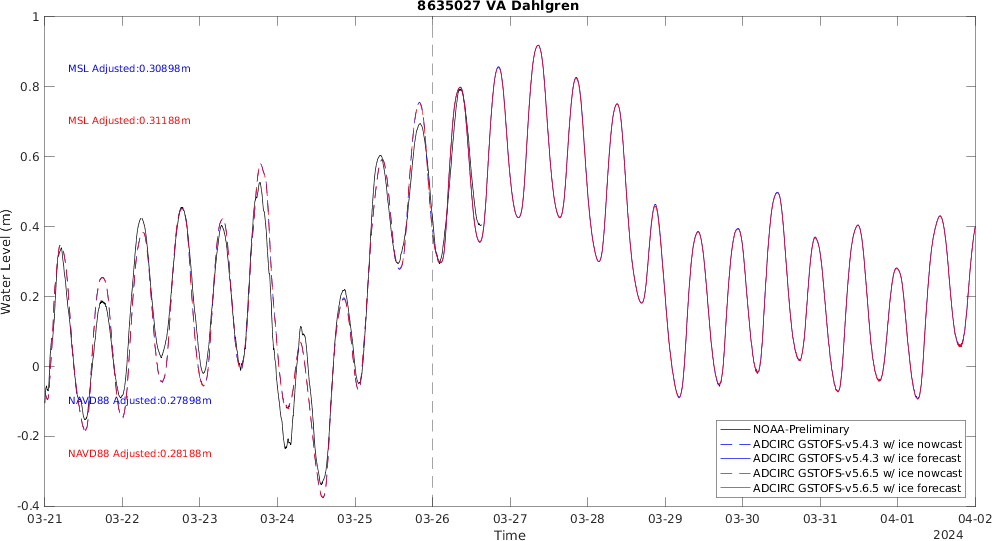 8635027 VA Dahlgren
1
0.8
0.6
0.4
0.2
0
-0.2
-0.4
Water Level (m)
MSL Adjusted:0.30898m
MSL Adjusted:0.31188m
NAVD88 Adjusted:0.27898m
NAVD88 Adjusted:0.28188m
NOAA-Preliminary
ADCIRC GSTOFS-v5.4.3 w/ ice nowcast
ADCIRC GSTOFS-v5.4.3 w/ ice forecast
ADCIRC GSTOFS-v5.6.5 w/ ice nowcast
ADCIRC GSTOFS-v5.6.5 w/ ice forecast
03-21 03-22 03-23 03-24 03-25 03-26 03-27 03-28 03-29 03-30 03-31 04-01 04-02
Time
2024